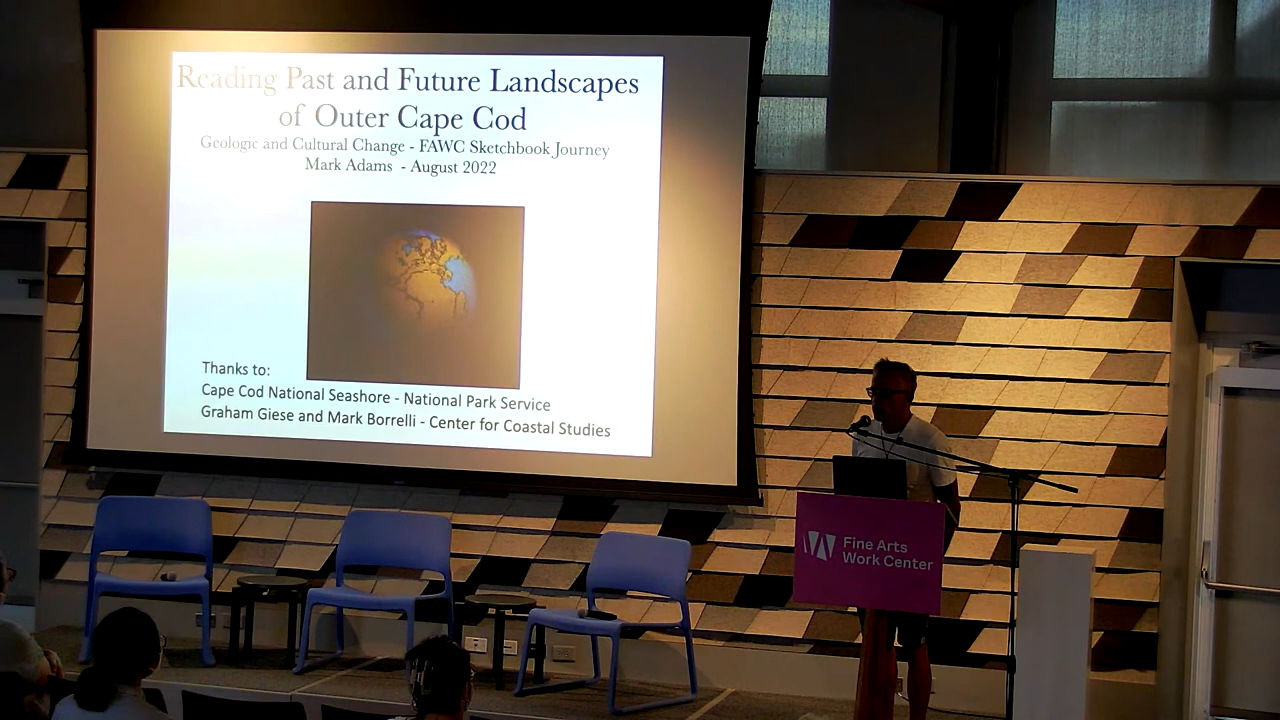 Reading Past and Future Landscapes
of Outer Cape Cod
Geologic and Cultural Change - FAWC Sketchbook Journey
Mark Adams - August 2022
Thanks to:
Cape Cod National Seashore - National Park Service
Graham Giese and Mark Borrelli - Center for Coastal Studies
Fine Arts
Work Center